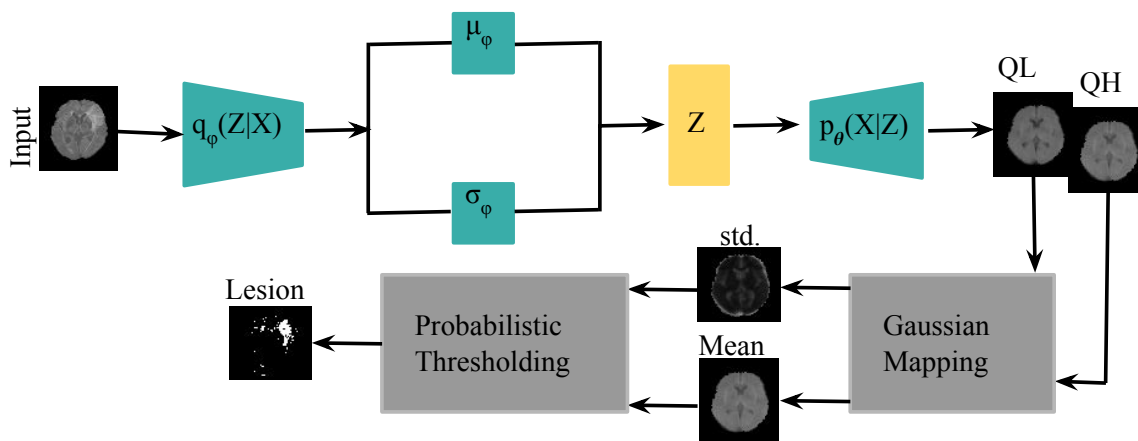 Input
q_φ(Z|X)
μ_φ
σ_φ
Z
p_θ(X|Z)
QL
QH
std.
Mean
Gaussian
Mapping
Probabilistic
Thresholding
Lesion